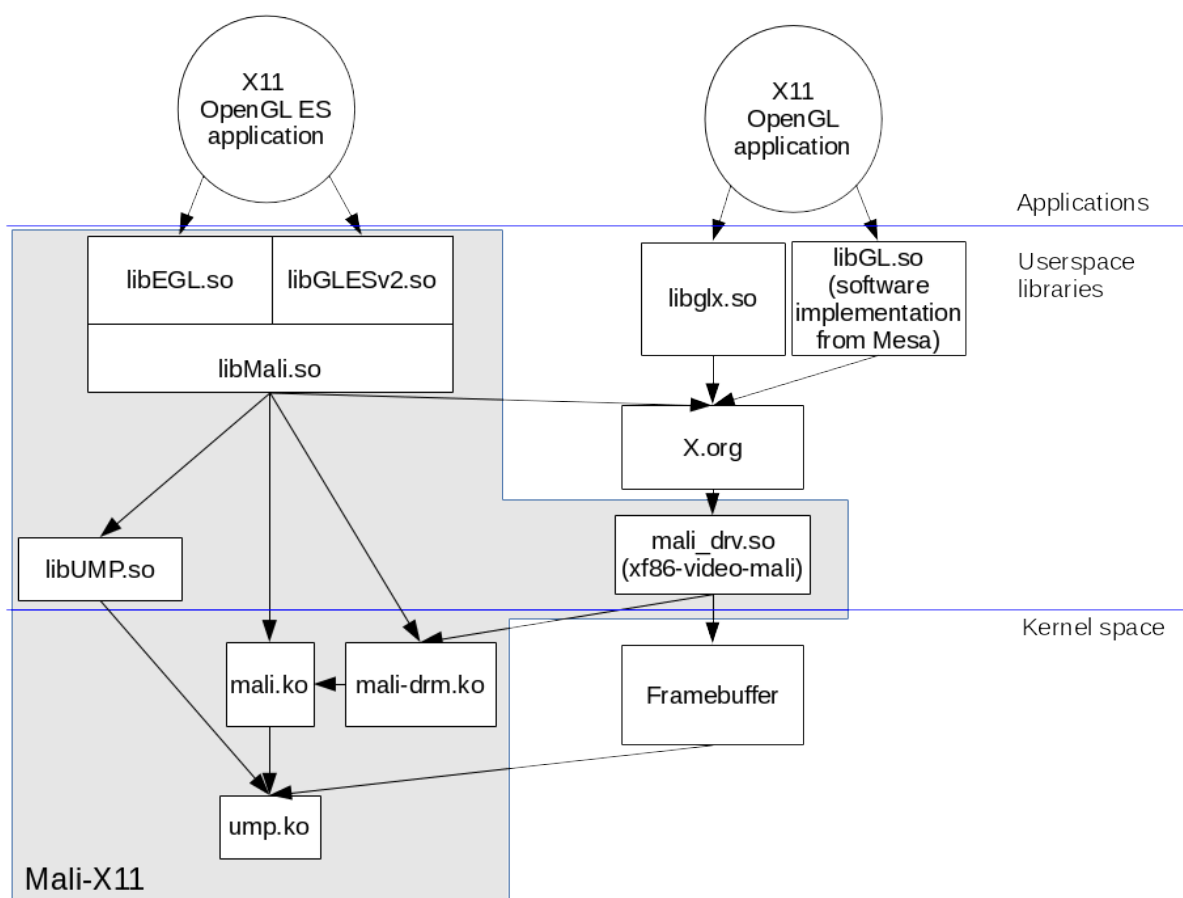 X11
OpenGL ES
application
X11
OpenGL
application
Applications
libEGL.so
libGLESv2.so
libMali.so
libglx.so
libGL.so
(software
implementation
from Mesa)
Userspace
libraries
X.org
libUMP.so
mali_drv.so
(xf86-video-mali)
Kernel space
mali.ko
mali-drm.ko
Framebuffer
ump.ko
Mali-X11